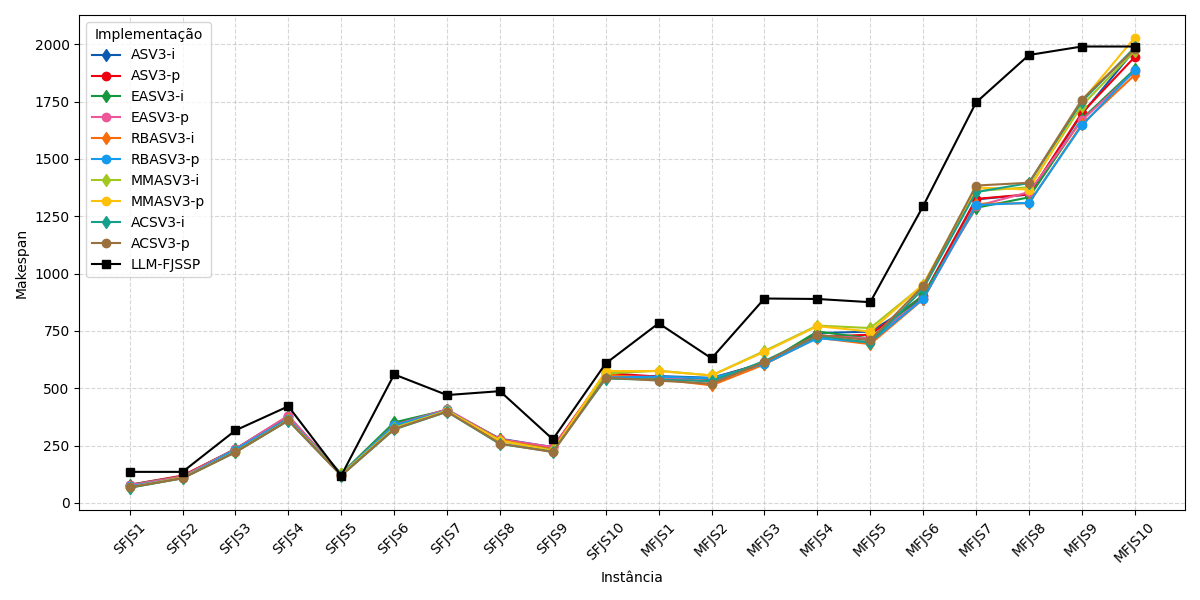 Implementação
ASV3-i
ASV3-p
EASV3-i
EASV3-p
RBASV3-i
RBASV3-p
MMASV3-i
MMASV3-p
ACSV3-i
ACSV3-p
LLM-FJSSP
Makespan
2000
1750
1500
1250
1000
750
500
250
0
SFJS1
SFJS2
SFJS3
SFJS4
SFJS5
SFJS6
SFJS7
SFJS8
SFJS9
SFJS10
MFJS1
MFJS2
MFJS3
MFJS4
MFJS5
MFJS6
MFJS7
MFJS8
MFJS9
MFJS10
Instância